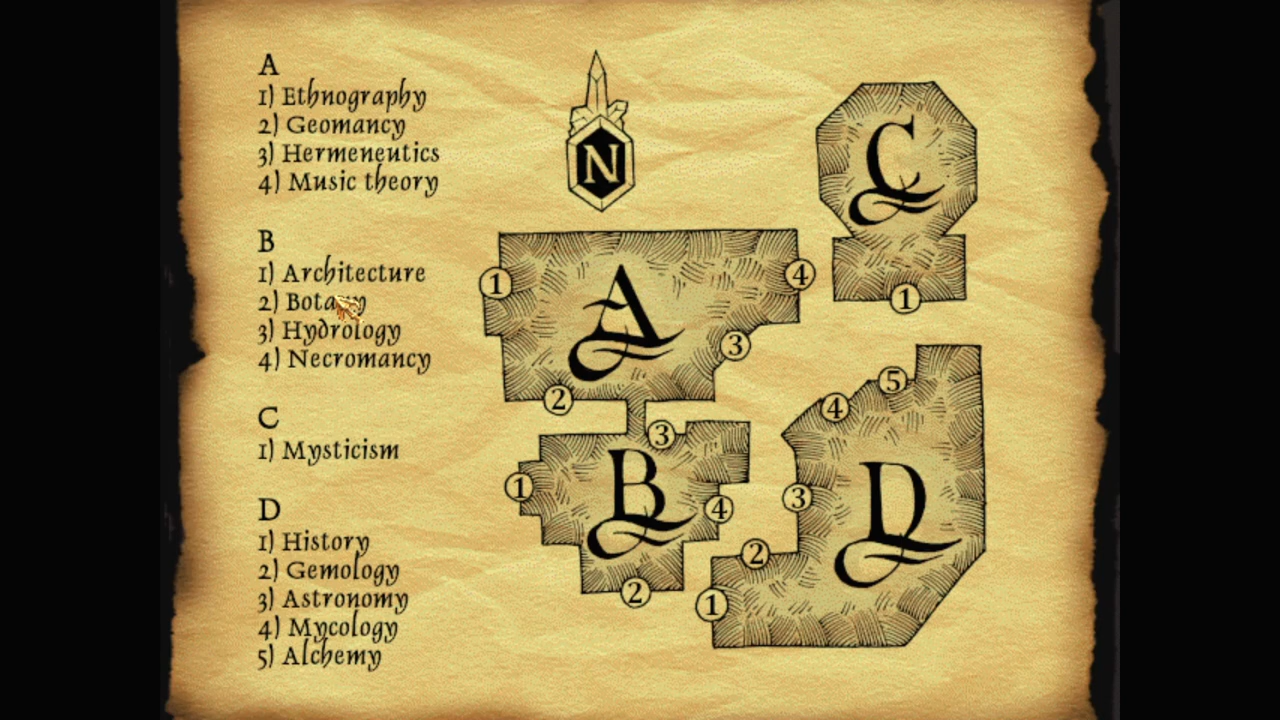 A
1) Ethnography
2) Geomancy
3) Hermeneutics
4) Music theory
B
1) Architecture
2) Botany
3) Hydrology
4) Necromancy
C
1) Mysticism
D
1) History
2) Gemology
3) Astronomy
4) Mycology
5) Alchemy
N
C
1
A
1
2
3
4
B
1
2
3
4
D
1
2
3
4
5